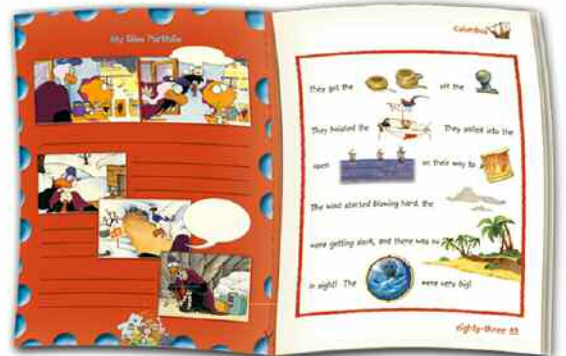 My Bilee Portfolio
Columbus
They got the set the
They hoisted the They sailed into the
open on their way to
The wind started blowing hard, the
were getting dark, and there was no
in sight! The were very big!
eighty-three 83